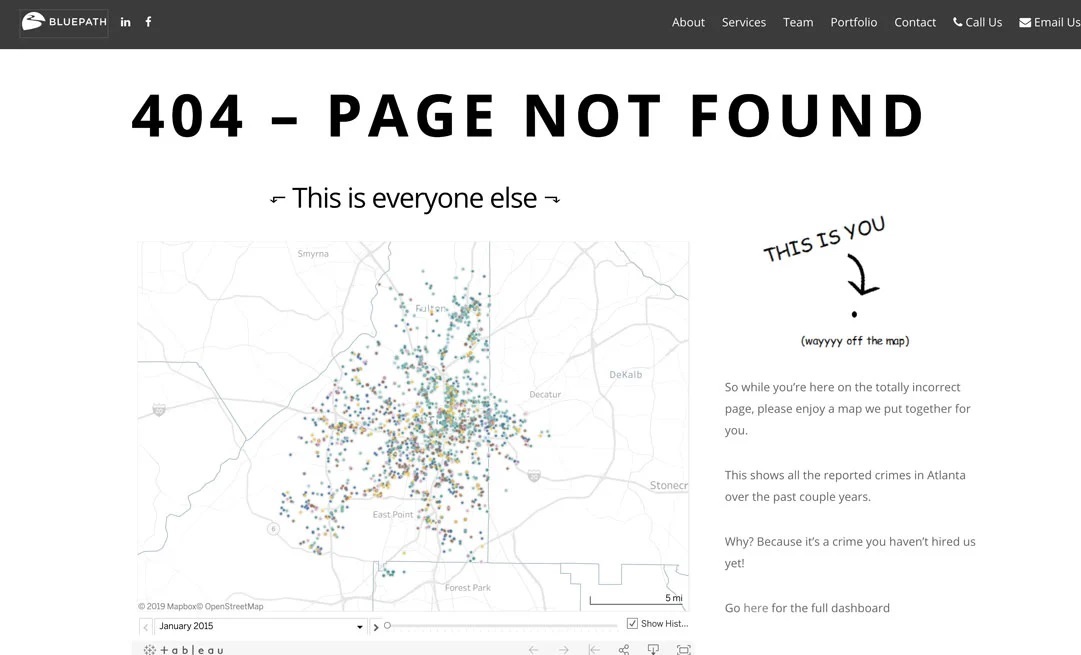 BLUEPATH
in f
About Services Team Portfolio Contact Call Us Email Us
404 – PAGE NOT FOUND
⬐ This is everyone else ⬎
THIS IS YOU
(wayyyy off the map)
Smyrna
Fulton
DeKalb
Decatur
Stonecr
East Point
6
Forest Park
5 mi
© 2019 Mapbox© OpenStreetMap
January 2015
Show Hist...
+ a b | e a u
So while you’re here on the totally incorrect
page, please enjoy a map we put together for
you.
This shows all the reported crimes in Atlanta
over the past couple years.
Why? Because it’s a crime you haven’t hired us
yet!
Go here for the full dashboard